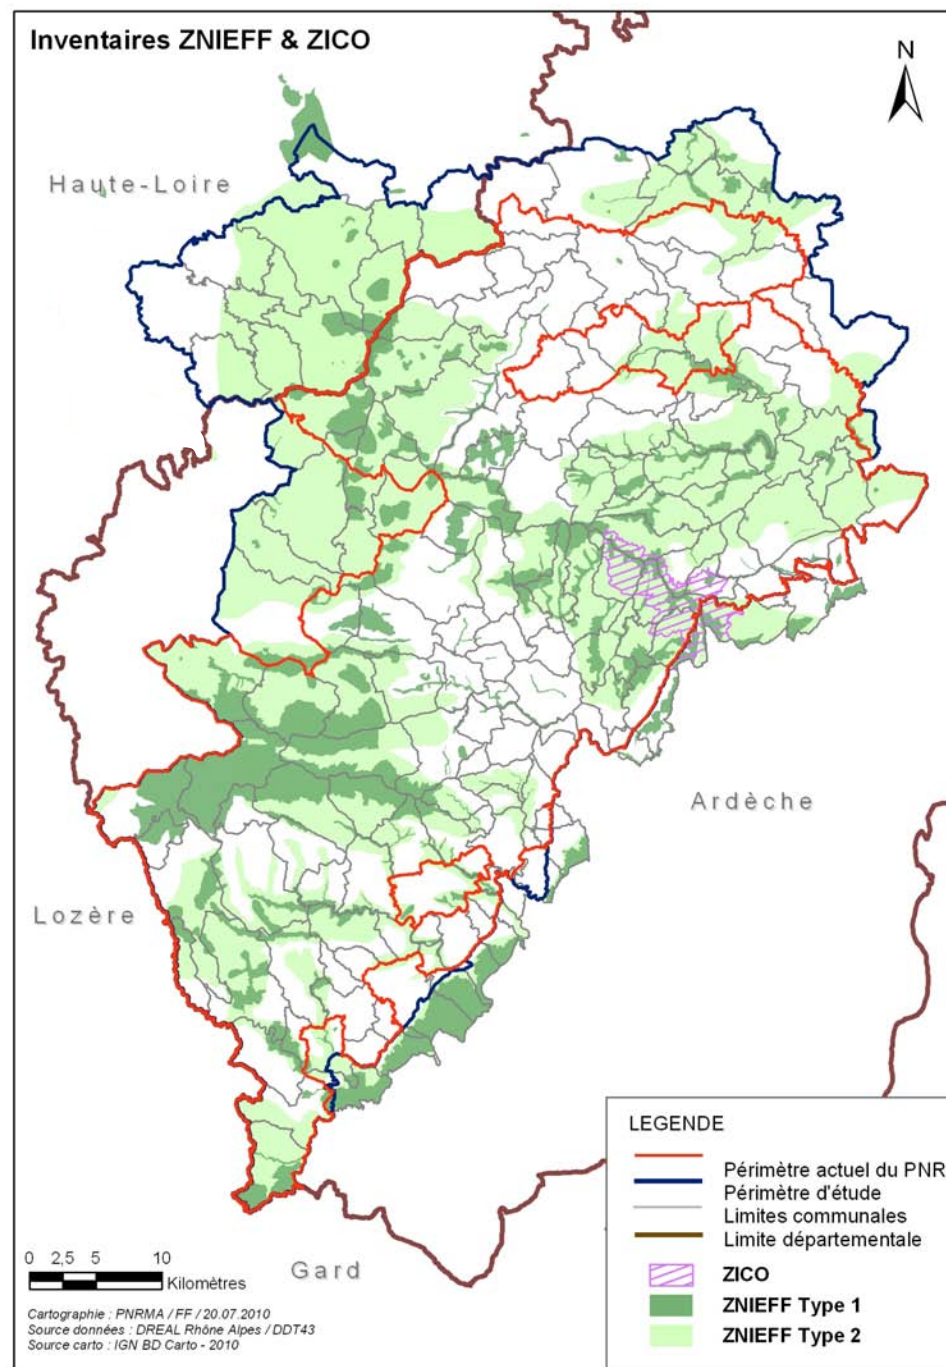 Inventaires ZNIEFF & ZICO
N
Haute-Loire
Ardèche
Lozère
Gard
LEGENDE
Périmètre actuel du PNR
Périmètre d'étude
Limites communales
Limite départementale
ZICO
ZNIEFF Type 1
ZNIEFF Type 2
0 2,5 5 10
Kilomètres
Cartographie : PNRMA / FF / 20.07.2010
Source données : DREAL Rhône Alpes / DDT43
Source carto : IGN BD Carto - 2010